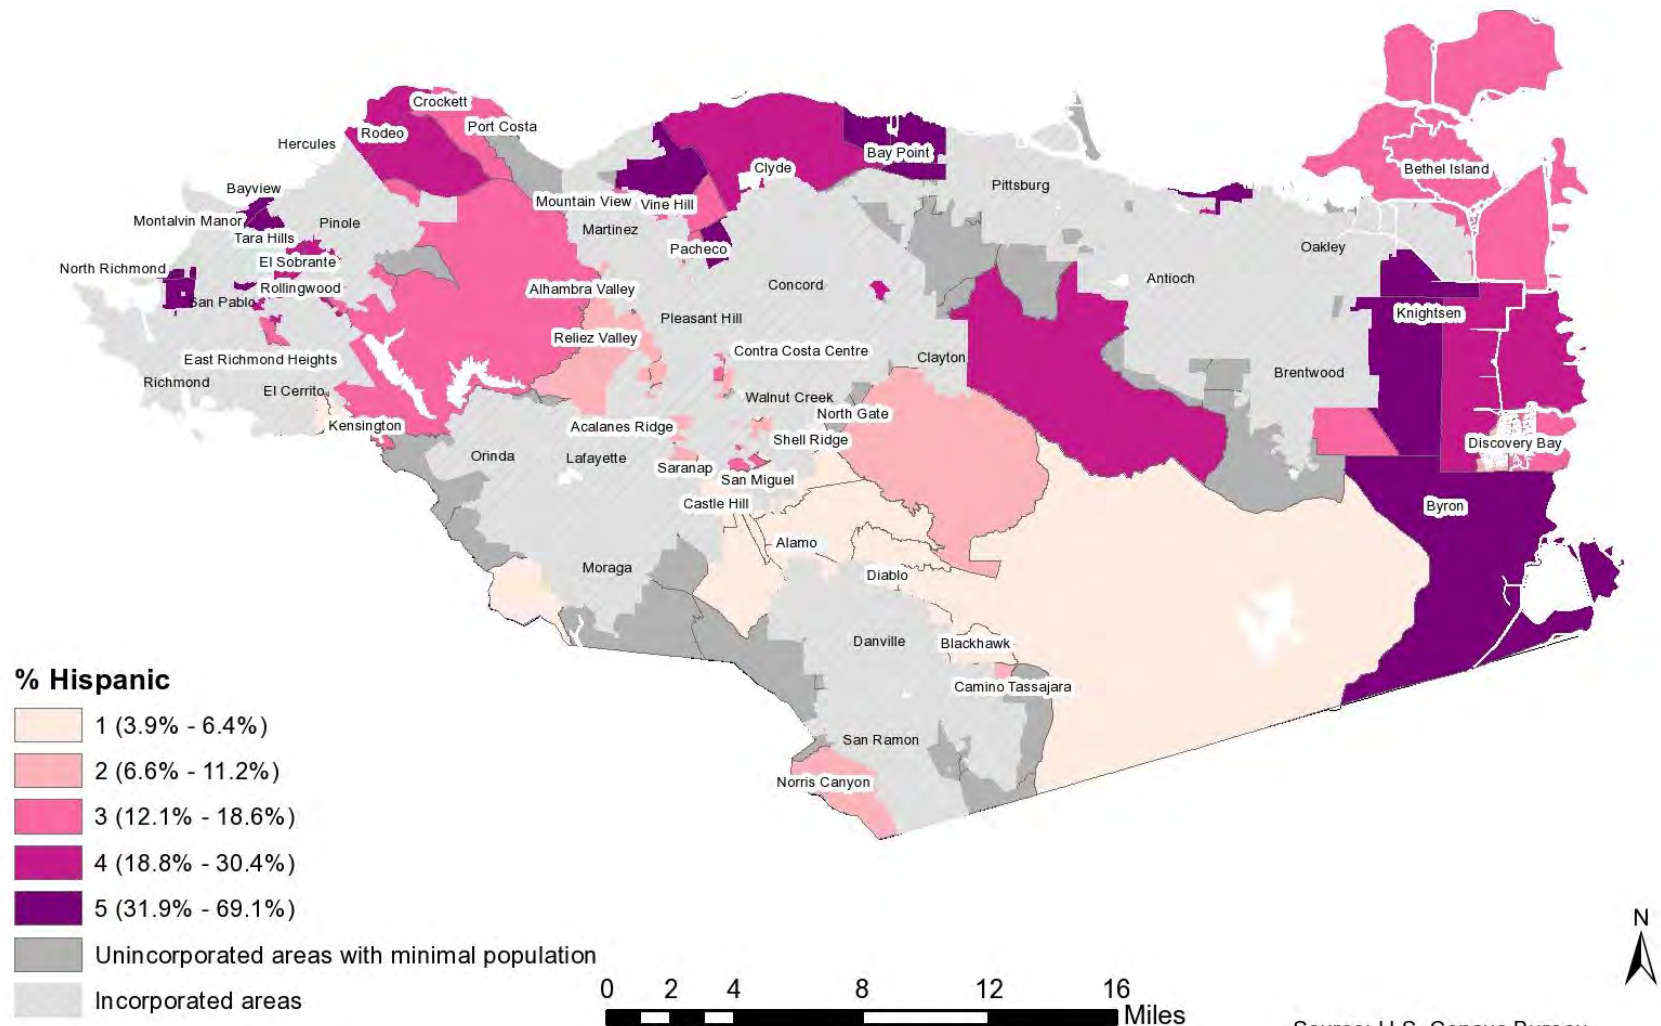 Crockett
Rodeo
Port Costa
Hercules
Bay Point
Clyde
Bethel Island
Bayview
Mountain View
Vine Hill
Pittsburg
Montalvin Manor
Pinole
Martinez
Tara Hills
Pacheco
Oakley
North Richmond
El Sobrante
Rollingwood
San Pablo
Alhambra Valley
Concord
Antioch
Pleasant Hill
Knightsen
Reliez Valley
East Richmond Heights
Contra Costa Centre
Clayton
Richmond
El Cerrito
Brentwood
Walnut Creek
North Gate
Kensington
Acalanes Ridge
Shell Ridge
Discovery Bay
Orinda
Lafayette
Saranap
San Miguel
Castle Hill
Byron
Alamo
Moraga
Diablo
Danville
Blackhawk
Camino Tassajara
San Ramon
Norris Canyon
% Hispanic
1 (3.9% - 6.4%)
2 (6.6% - 11.2%)
3 (12.1% - 18.6%)
4 (18.8% - 30.4%)
5 (31.9% - 69.1%)
Unincorporated areas with minimal population
Incorporated areas
0 2 4 8 12 16
Miles
N
Source: U.S. Census Bureau